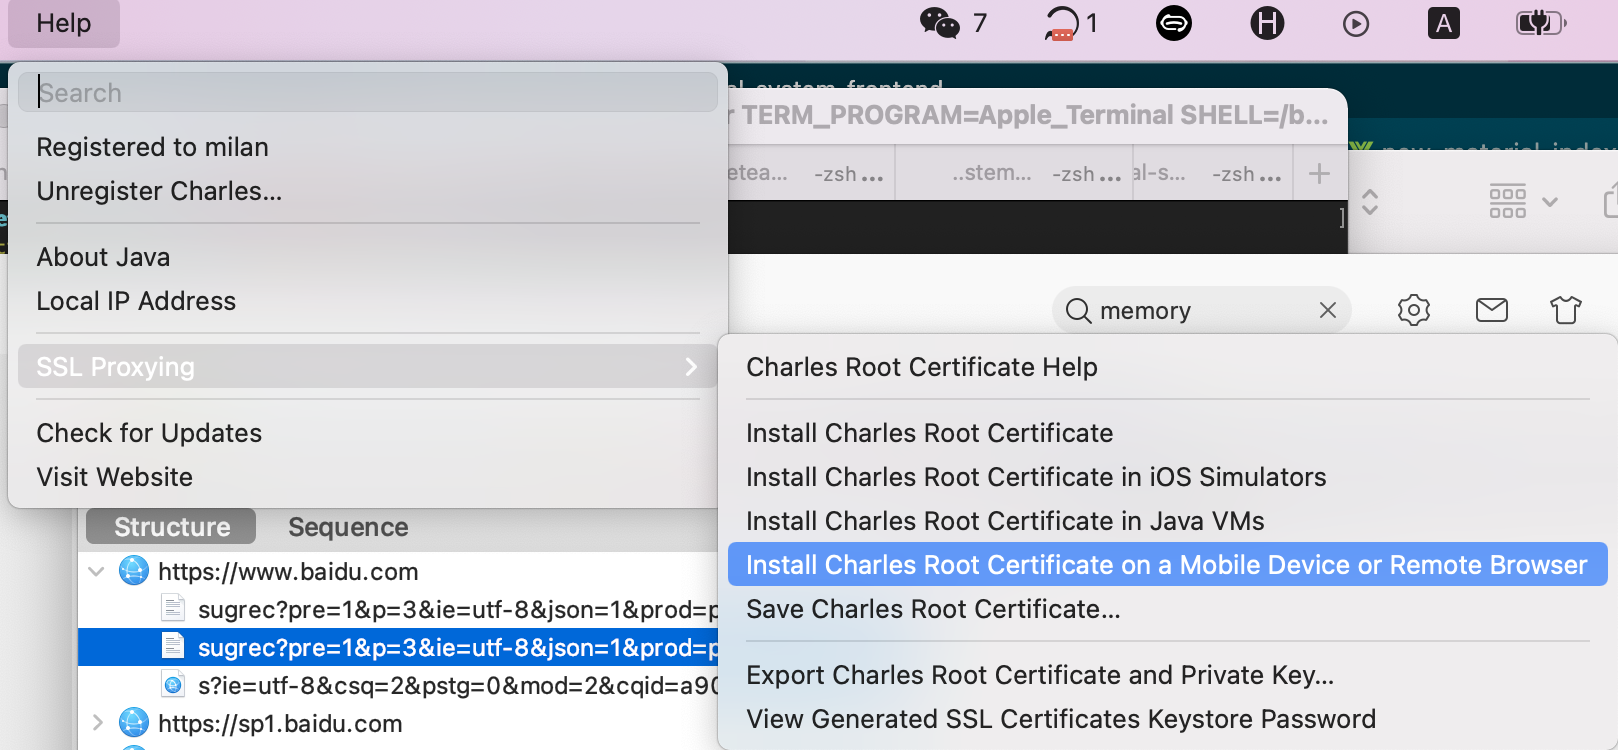 Help
7
1
A
Search
al-system-frontend
r TERM_PROGRAM=Apple_Terminal SHELL=/b...
Registered to milan
etea... -zsh ... ..stem... -zsh ... al-s... -zsh ... +
Unregister Charles...
]
About Java
Local IP Address
memory
SSL Proxying
Charles Root Certificate Help
Check for Updates
Install Charles Root Certificate
Visit Website
Install Charles Root Certificate in iOS Simulators
Structure Sequence
Install Charles Root Certificate in Java VMs
https://www.baidu.com
Install Charles Root Certificate on a Mobile Device or Remote Browser
sugrec?pre=1&p=3&ie=utf-8&json=1&prod=p
Save Charles Root Certificate...
sugrec?pre=1&p=3&ie=utf-8&json=1&prod=p
s?ie=utf-8&csq=2&pstg=0&mod=2&cqid=a90
Export Charles Root Certificate and Private Key...
https://sp1.baidu.com
View Generated SSL Certificates Keystore Password